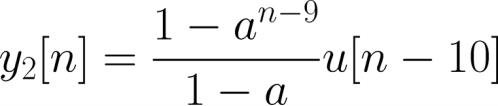 y_2[n] = \frac{1 - a^{n-9}}{1 - a} u[n - 10]